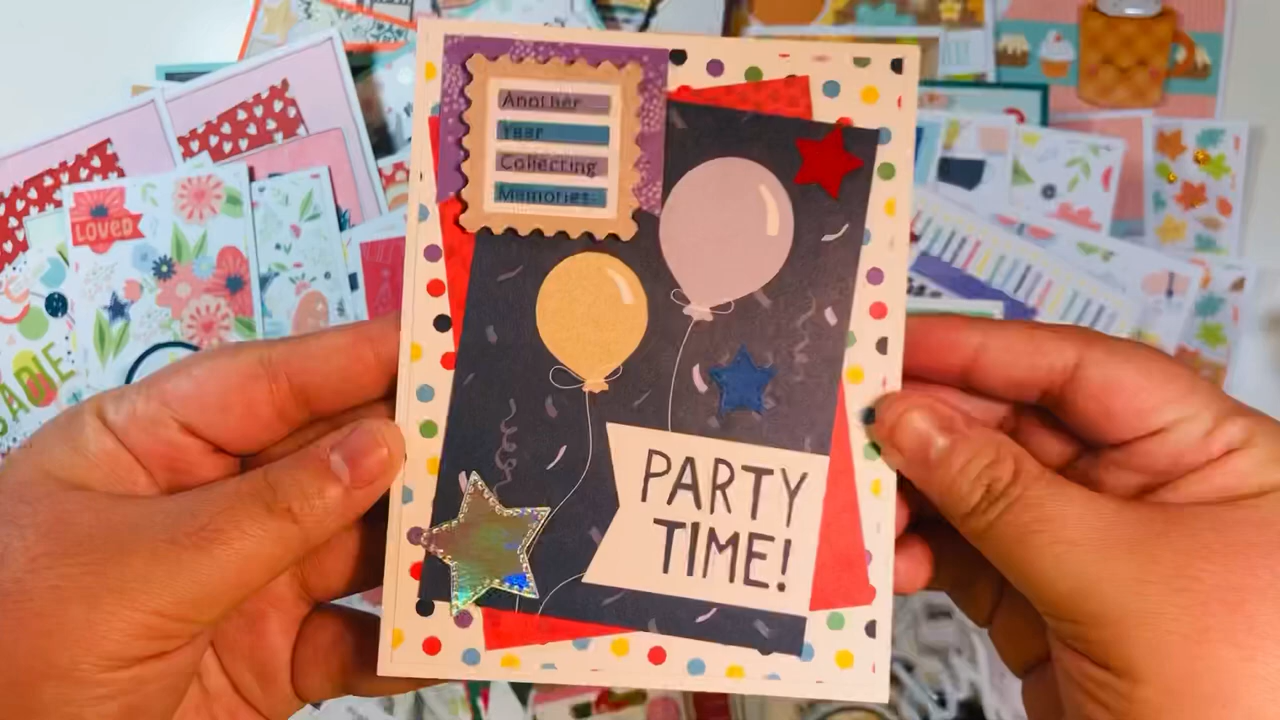 Another
Year
Collecting
Memories
PARTY
TIME!
LOVED